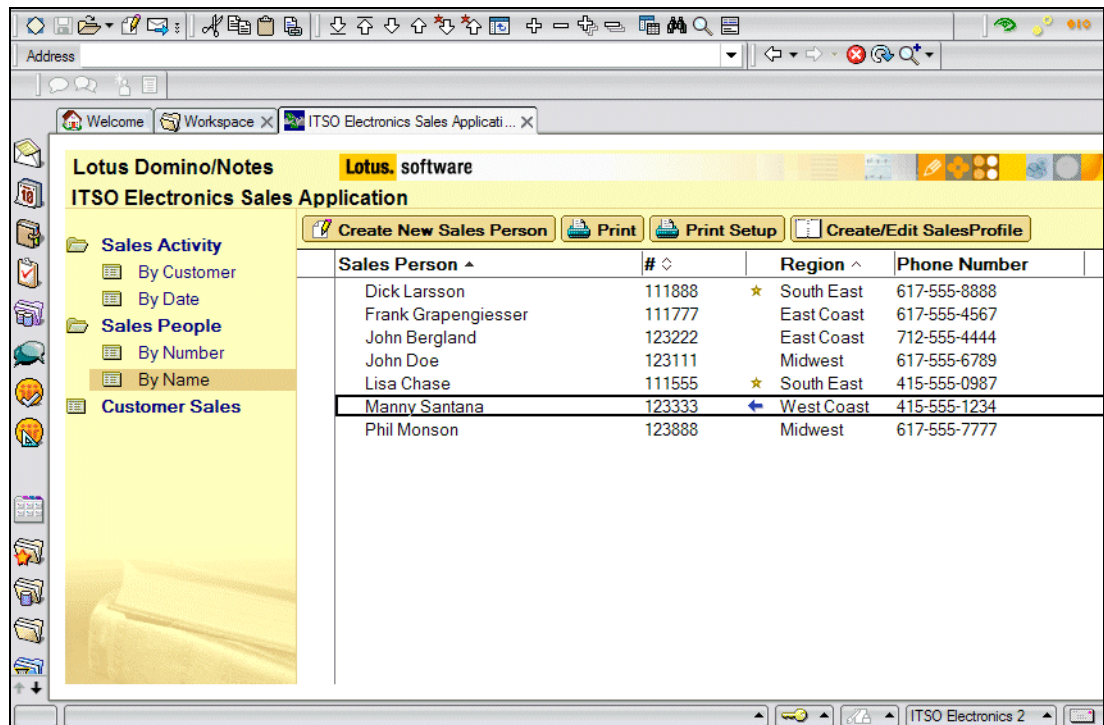 Address
Welcome Workspace ITSO Electronics Sales Applicati...
Lotus Domino/Notes Lotus. software
ITSO Electronics Sales Application
Create New Sales Person Print Print Setup Create/Edit SalesProfile
Sales Activity
By Customer
By Date
Sales People
By Number
By Name
Customer Sales
Sales Person # Region Phone Number
Dick Larsson 111888 South East 617-555-8888
Frank Grapengiesser 111777 East Coast 617-555-4567
John Bergland 123222 East Coast 712-555-4444
John Doe 123111 Midwest 617-555-6789
Lisa Chase 111555 South East 415-555-0987
Manny Santana 123333 West Coast 415-555-1234
Phil Monson 123888 Midwest 617-555-7777
ITSO Electronics 2